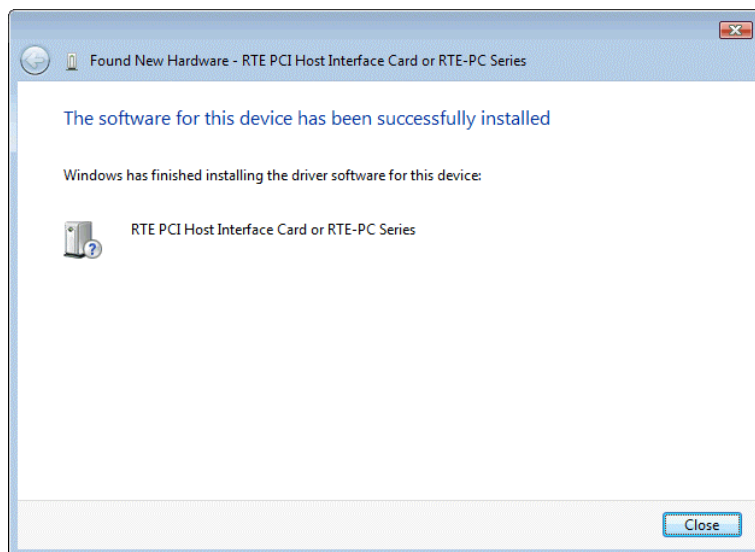 Found New Hardware - RTE PCI Host Interface Card or RTE-PC Series
The software for this device has been successfully installed
Windows has finished installing the driver software for this device:
RTE PCI Host Interface Card or RTE-PC Series
Close